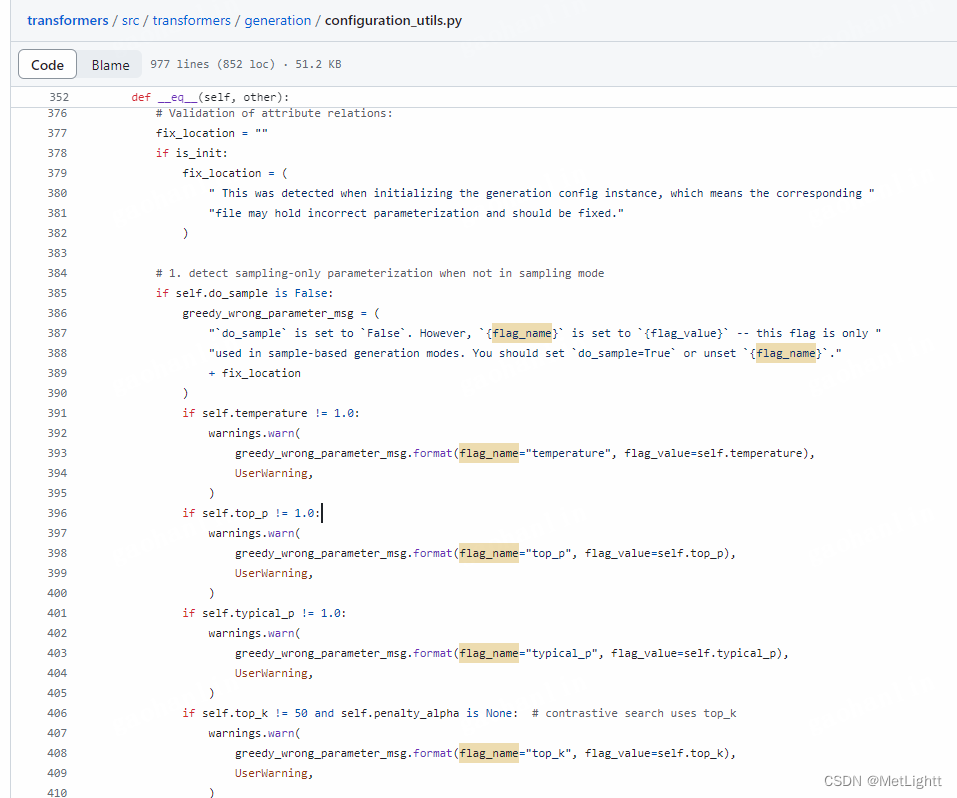 transformers / src / transformers / generation / configuration_utils.py
Code Blame 977 lines (852 loc) · 51.2 KB
352 def __eq__(self, other):
376 # Validation of attribute relations:
377 fix_location = ""
378 if is_init:
379 fix_location = (
380 " This was detected when initializing the generation config instance, which means the corresponding "
381 "file may hold incorrect parameterization and should be fixed."
382 )
383
384 # 1. detect sampling-only parameterization when not in sampling mode
385 if self.do_sample is False:
386 greedy_wrong_parameter_msg = (
387 "`do_sample` is set to `False`. However, `{flag_name}` is set to `{flag_value}` -- this flag is only "
388 "used in sample-based generation modes. You should set `do_sample=True` or unset `{flag_name}`."
389 + fix_location
390 )
391 if self.temperature != 1.0:
392 warnings.warn(
393 greedy_wrong_parameter_msg.format(flag_name="temperature", flag_value=self.temperature),
394 UserWarning,
395 )
396 if self.top_p != 1.0:
397 warnings.warn(
398 greedy_wrong_parameter_msg.format(flag_name="top_p", flag_value=self.top_p),
399 UserWarning,
400 )
401 if self.typical_p != 1.0:
402 warnings.warn(
403 greedy_wrong_parameter_msg.format(flag_name="typical_p", flag_value=self.typical_p),
404 UserWarning,
405 )
406 if self.top_k != 50 and self.penalty_alpha is None: # contrastive search uses top_k
407 warnings.warn(
408 greedy_wrong_parameter_msg.format(flag_name="top_k", flag_value=self.top_k),
409 UserWarning,
410 )
CSDN @MetLightt